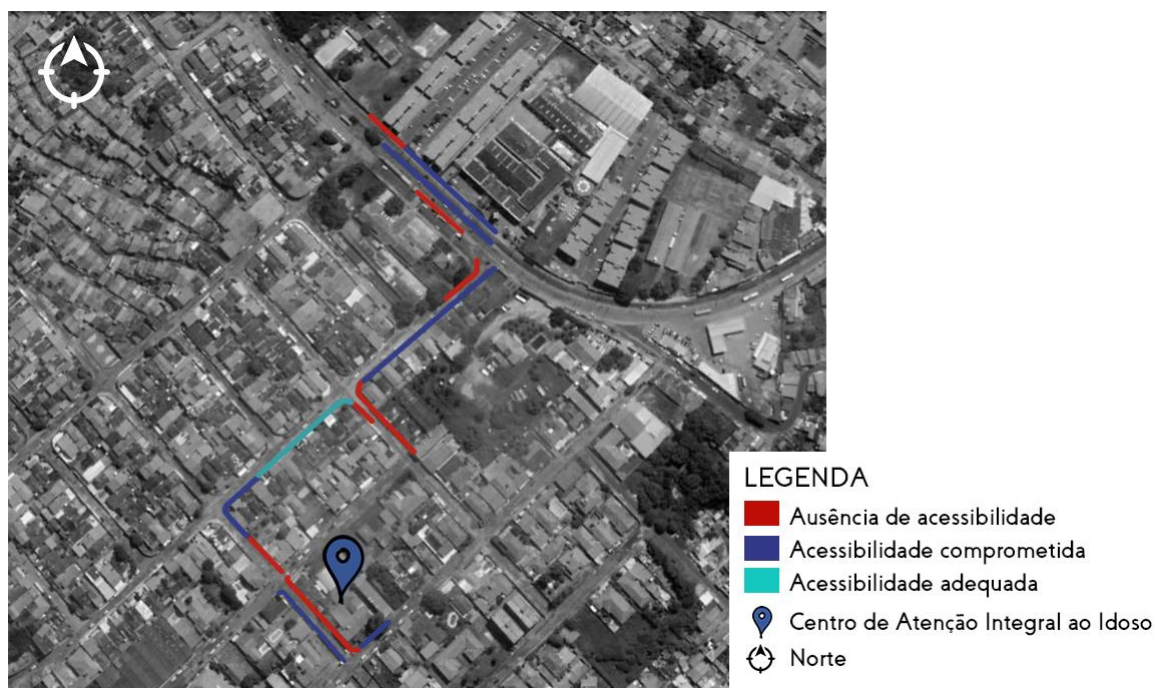 LEGENDA
Ausência de acessibilidade
Acessibilidade comprometida
Acessibilidade adequada
Centro de Atenção Integral ao Idoso
Norte